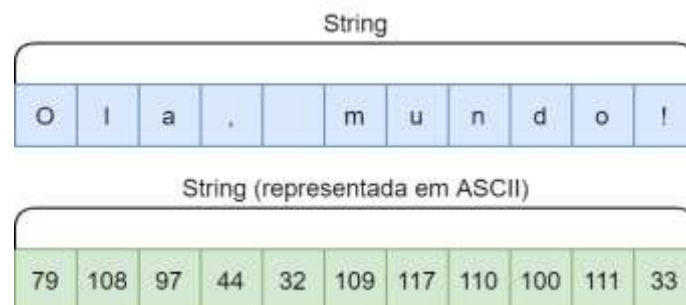 String
O l a , m u n d o !
String (representada em ASCII)
79 108 97 44 32 109 117 110 100 111 33